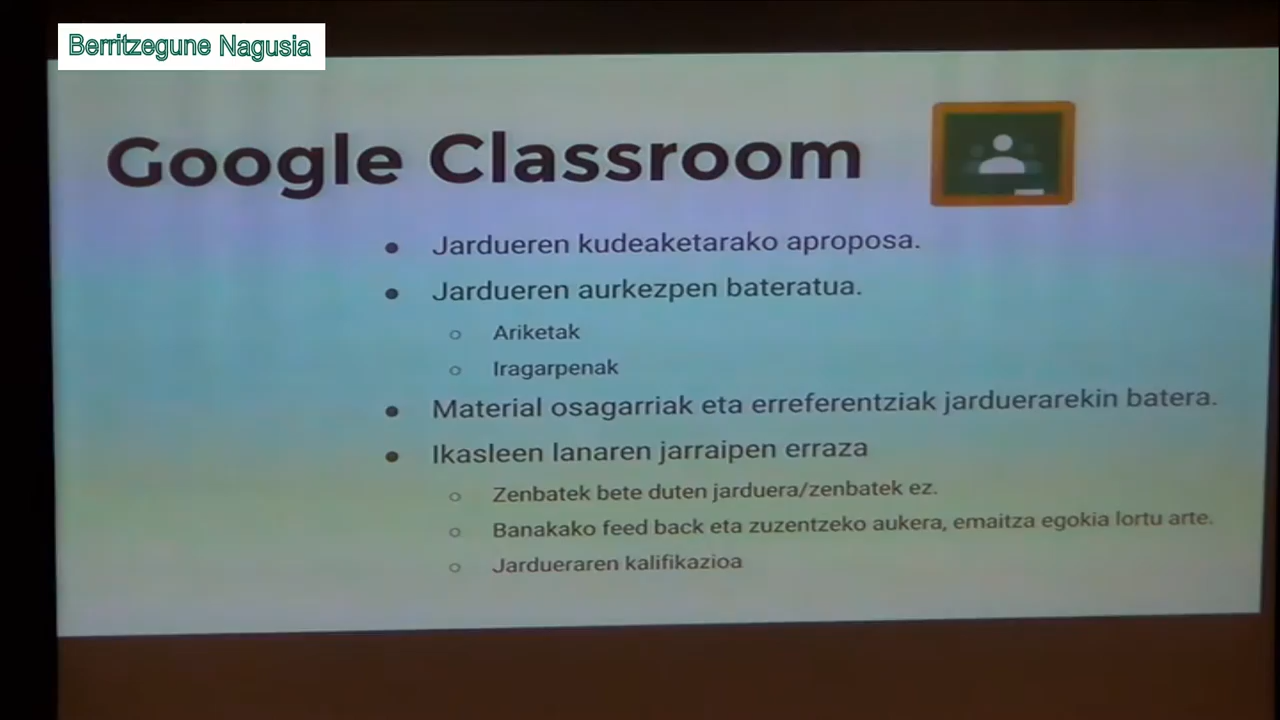 Berritzegune Nagusia
Google Classroom
● Jardueren kudeaketarako aproposa.
● Jardueren aurkezpen bateratua.
○ Ariketak
○ Iragarpenak
● Material osagarriak eta erreferentziak jarduerarekin batera.
● Ikasleen lanaren jarraipen erraza
○ Zenbatek bete duten jarduera/zenbatek ez.
○ Banakako feed back eta zuzentzeko aukera, emaitza egokia lortu arte.
○ Jardueraren kalifikazioa